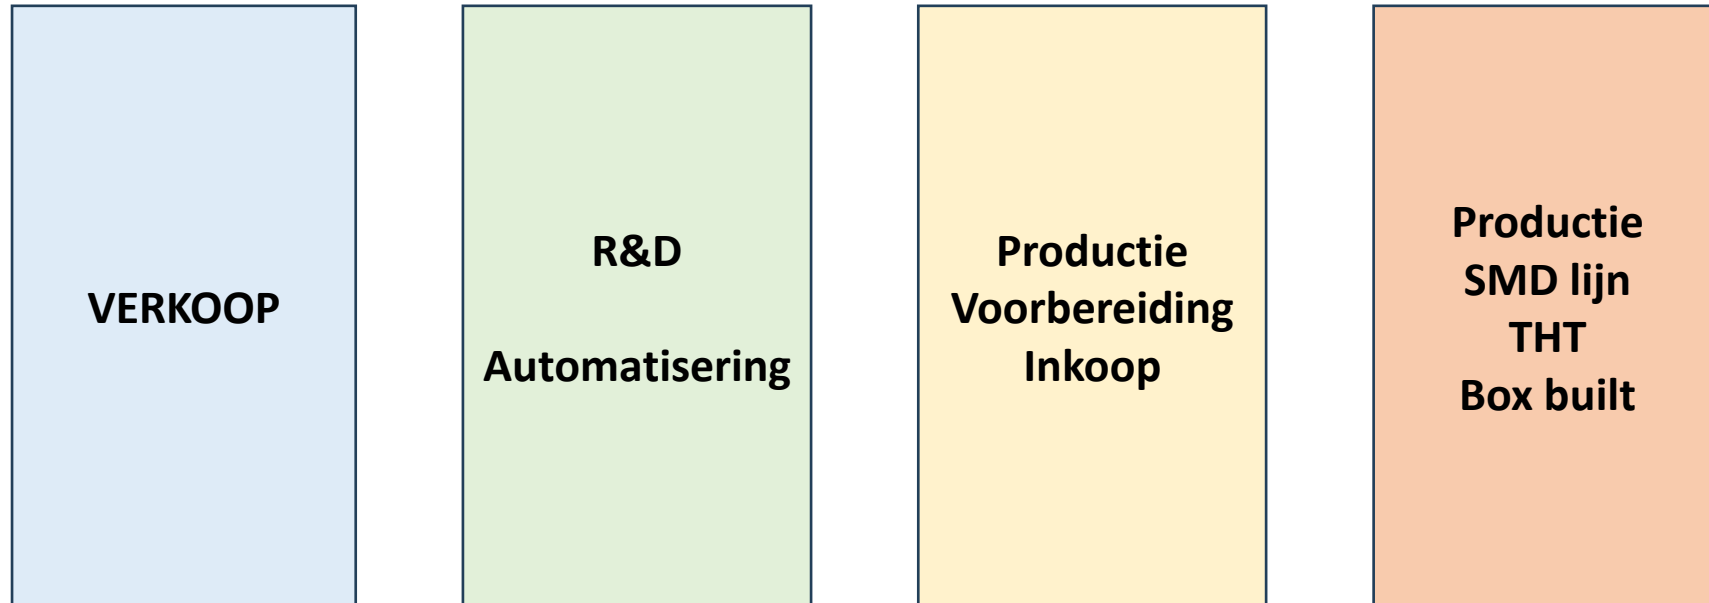 VERKOOP
R&D
Automatisering
Productie
Voorbereiding
Inkoop
Productie
SMD lijn
THT
Box built